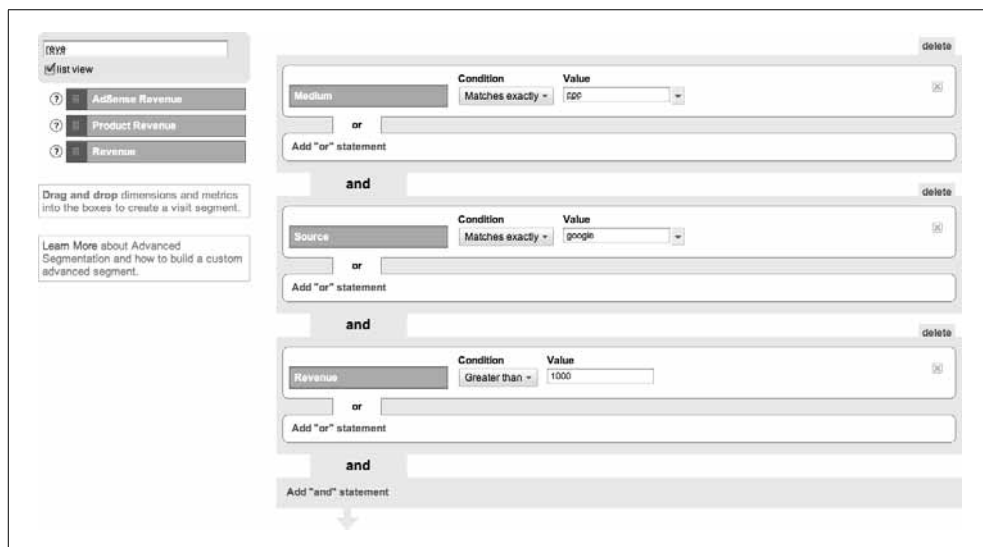 reve
list view
AdSense Revenue
Product Revenue
Revenue
Drag and drop dimensions and metrics
into the boxes to create a visit segment.
Learn More about Advanced
Segmentation and how to build a custom
advanced segment.
delete
Condition Value
Medium Matches exactly
or
Add "or" statement
and
delete
Condition Value
Source Matches exactly google
or
Add "or" statement
and
delete
Condition Value
Revenue Greater than 1000
or
Add "or" statement
and
Add "and" statement